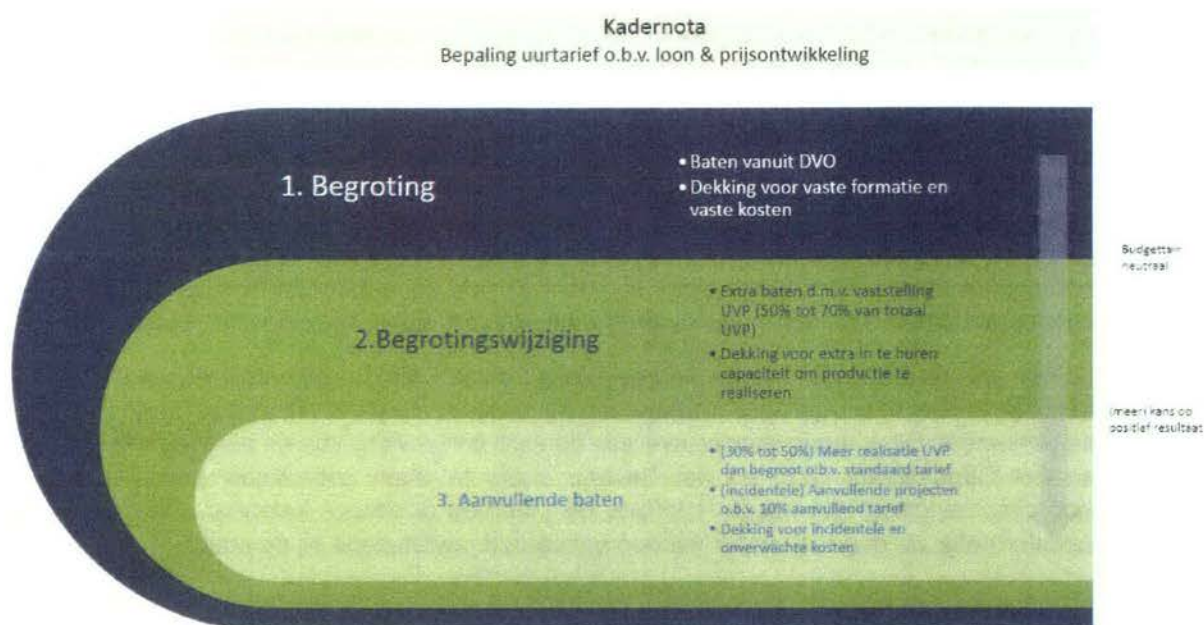 Kadernota
Bepaling uurtarief o.b.v. loon & prijsontwikkeling
1. Begroting
• Baten vanuit DVO
• Dekking voor vaste formatie en
vaste kosten
Budgettair
neutraal
2.Begrotingswijziging
• Extra baten d.m.v. vaststelling
UVP (50% tot 70% van totaal
UVP)
• Dekking voor extra in te huren
capaciteit om productie te
realiseren
(meer) kans op
positief resultaat
3. Aanvullende baten
• (30% tot 50%) Meer realisatie UVP
dan begroot o.b.v. standaard tarief
• (incidentele) Aanvullende projecten
o.b.v. 10% aanvullend tarief
• Dekking voor incidentele en
onverwachte kosten